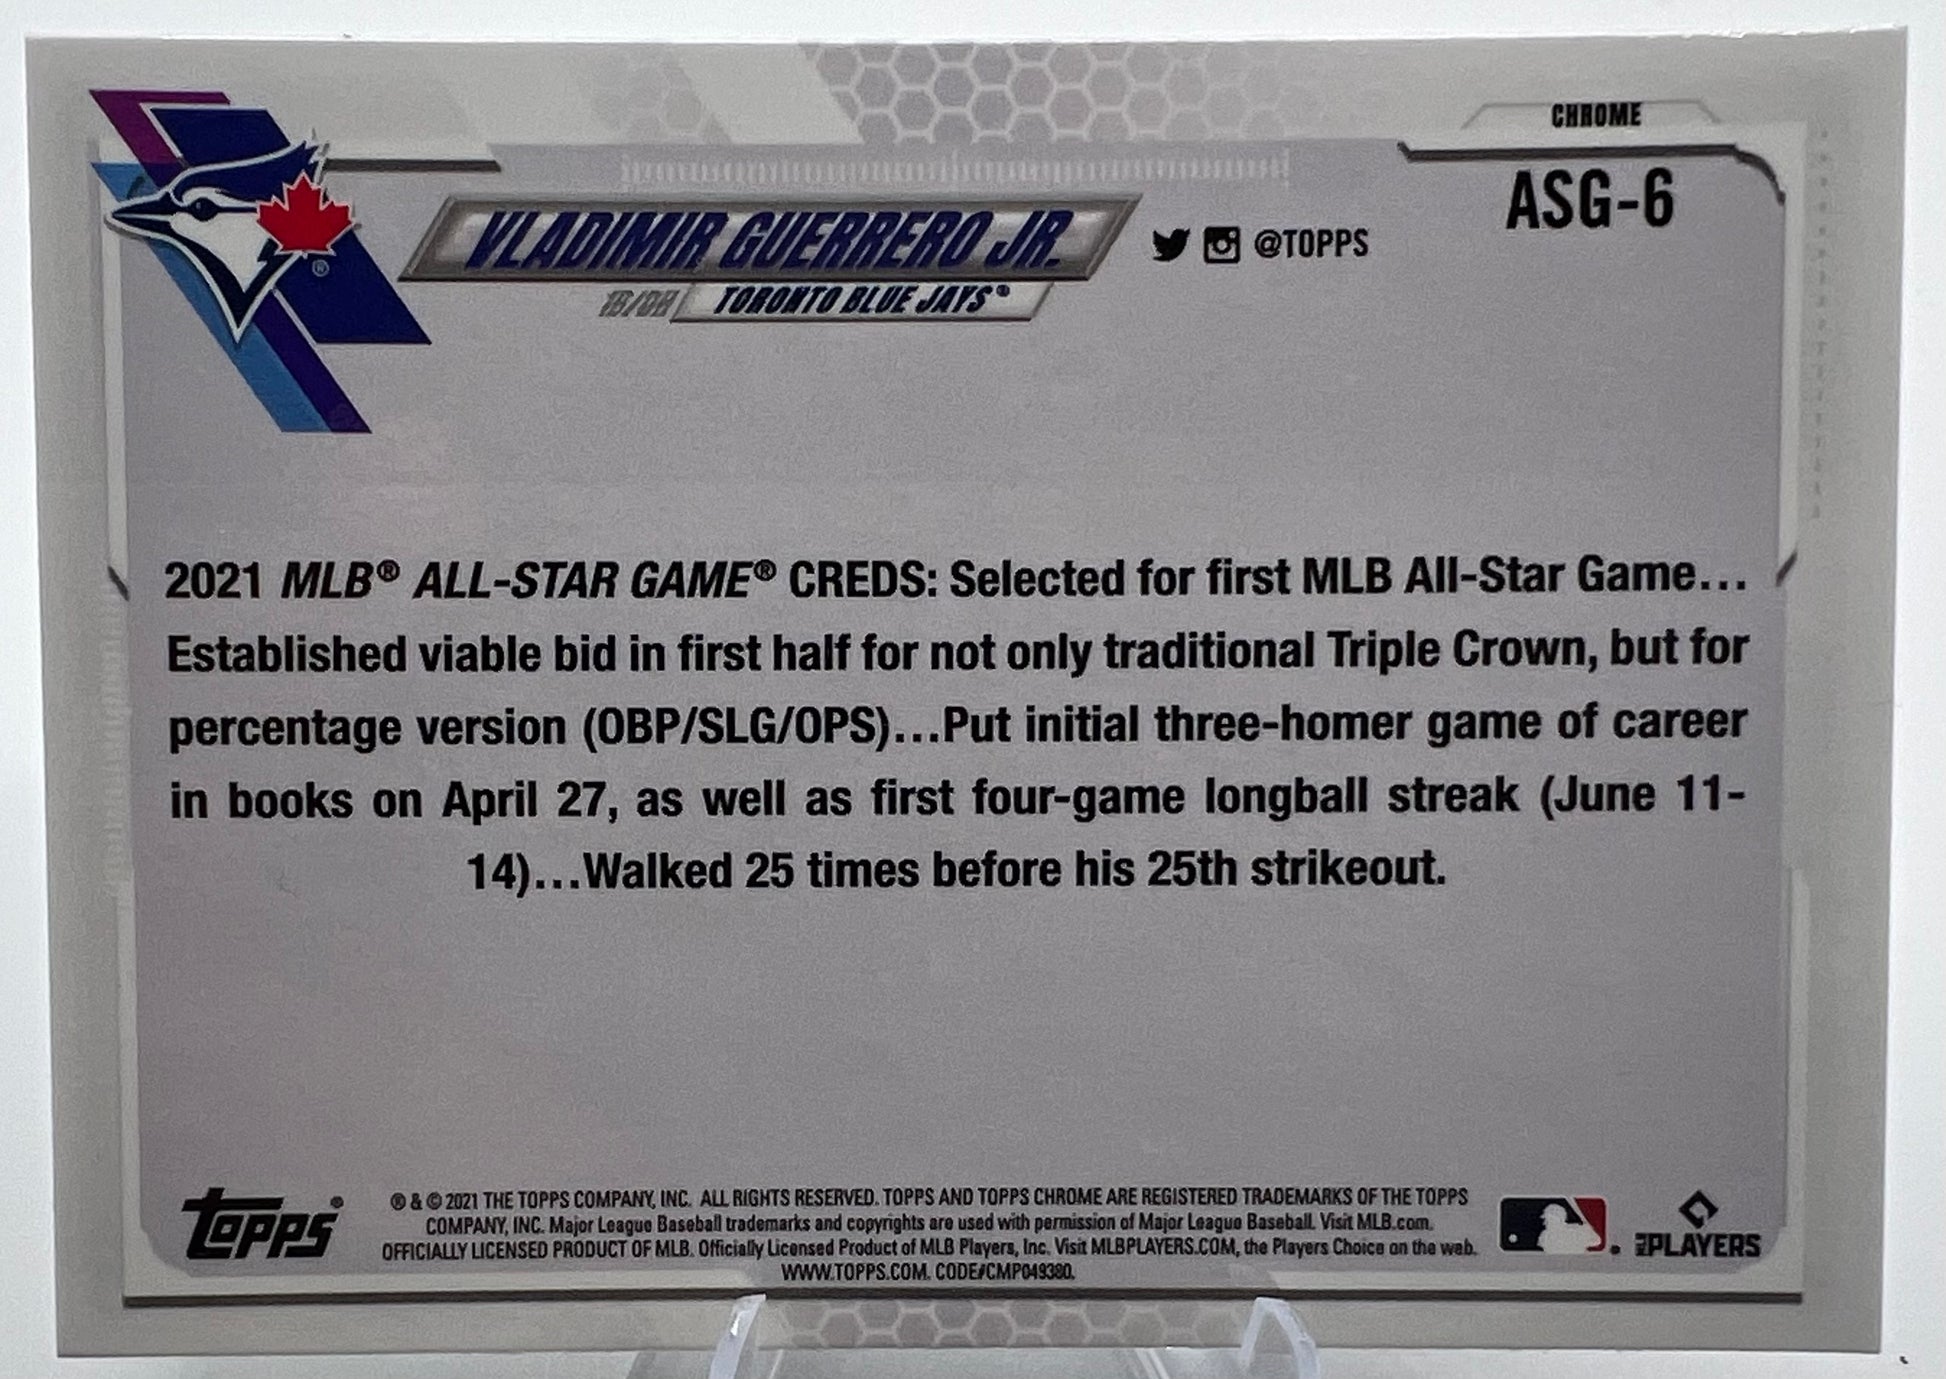 CHROME
ASG-6
VLADIMIR GUERRERO JR.
@TOPPS
1B/DH TORONTO BLUE JAYS®
2021 MLB® ALL-STAR GAME® CREDS: Selected for first MLB All-Star Game...
Established viable bid in first half for not only traditional Triple Crown, but for
percentage version (OBP/SLG/OPS)...Put initial three-homer game of career
in books on April 27, as well as first four-game longball streak (June 11-
14)...Walked 25 times before his 25th strikeout.
® & © 2021 THE TOPPS COMPANY, INC. ALL RIGHTS RESERVED. TOPPS AND TOPPS CHROME ARE REGISTERED TRADEMARKS OF THE TOPPS
COMPANY, INC. Major League Baseball trademarks and copyrights are used with permission of Major League Baseball. Visit MLB.com.
OFFICIALLY LICENSED PRODUCT OF MLB. Officially Licensed Product of MLB Players, Inc. Visit MLBPLAYERS.COM, the Players Choice on the web.
WWW.TOPPS.COM. CODE#CMP049380.
TOPPS®
PLAYERS